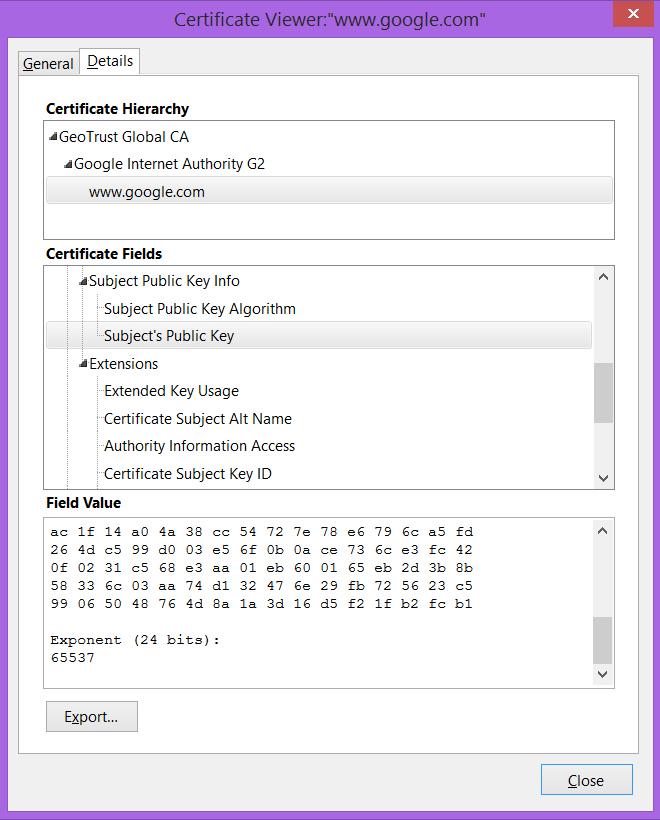 Certificate Viewer:"www.google.com"
General
Details
Certificate Hierarchy
GeoTrust Global CA
Google Internet Authority G2
www.google.com
Certificate Fields
Subject Public Key Info
Subject Public Key Algorithm
Subject's Public Key
Extensions
Extended Key Usage
Certificate Subject Alt Name
Authority Information Access
Certificate Subject Key ID
Field Value
ac 1f 14 a0 4a 38 cc 54 72 7e 78 e6 79 6c a5 fd
26 4d c5 99 d0 03 e5 6f 0b 0a ce 73 6c e3 fc 42
0f 02 31 c5 68 e3 aa 01 eb 60 01 65 eb 2d 3b 8b
58 33 6c 03 aa 74 d1 32 47 6e 29 fb 72 56 23 c5
99 06 50 48 76 4d 8a 1a 3d 16 d5 f2 1f b2 fc b1
Exponent (24 bits):
65537
Export...
Close